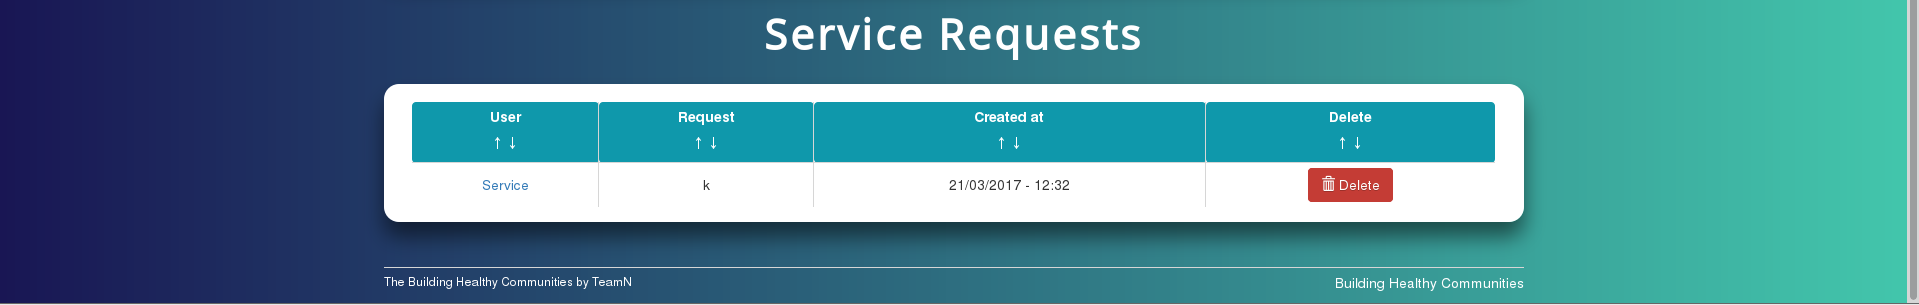 Service Requests
User Request Created at Delete
↑ ↓ ↑ ↓ ↑ ↓ ↑ ↓
Service k 21/03/2017 - 12:32 Delete
The Building Healthy Communities by TeamN Building Healthy Communities